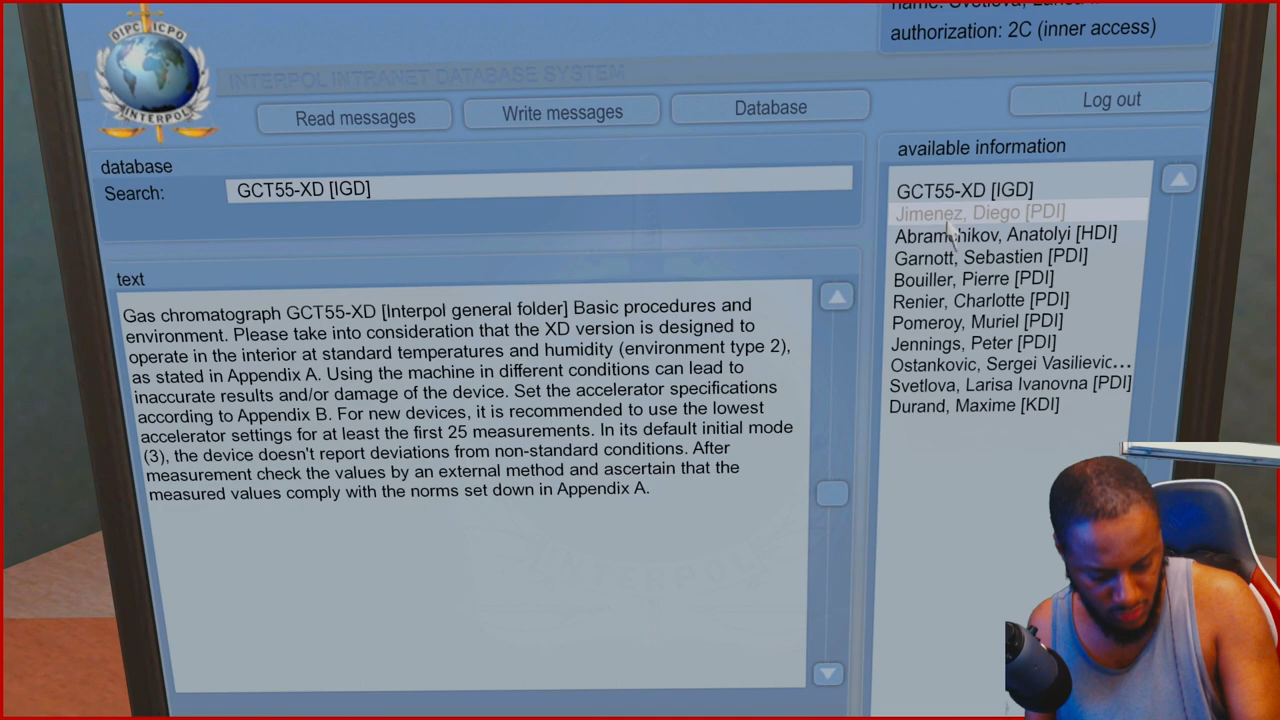 OIPC ICPO
INTERPOL
INTERPOL INTRANET DATABASE SYSTEM
authorization: 2C (inner access)
Read messages
Write messages
Database
Log out
database
Search:
GCT55-XD [IGD]
text
Gas chromatograph GCT55-XD [Interpol general folder] Basic procedures and
environment. Please take into consideration that the XD version is designed to
operate in the interior at standard temperatures and humidity (environment type 2),
as stated in Appendix A. Using the machine in different conditions can lead to
inaccurate results and/or damage of the device. Set the accelerator specifications
according to Appendix B. For new devices, it is recommended to use the lowest
accelerator settings for at least the first 25 measurements. In its default initial mode
(3), the device doesn't report deviations from non-standard conditions. After
measurement check the values by an external method and ascertain that the
measured values comply with the norms set down in Appendix A.
available information
GCT55-XD [IGD]
Jimenez, Diego [PDI]
Abramchikov, Anatolyi [HDI]
Garnott, Sebastien [PDI]
Bouiller, Pierre [PDI]
Renier, Charlotte [PDI]
Pomeroy, Muriel [PDI]
Jennings, Peter [PDI]
Ostankovic, Sergei Vasilievic...
Svetlova, Larisa Ivanovna [PDI]
Durand, Maxime [KDI]
INTERPOL